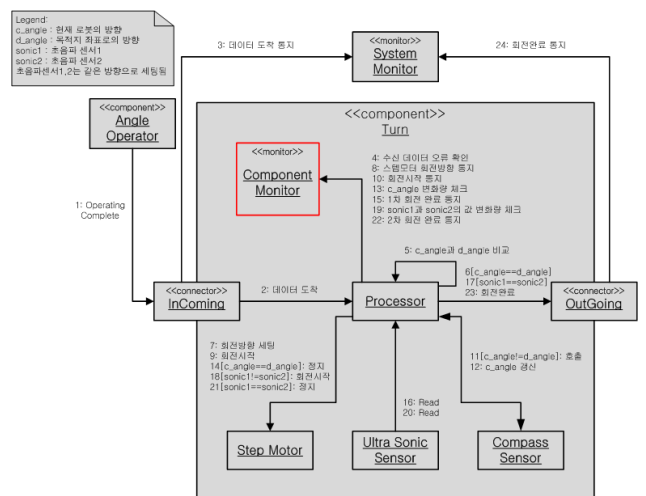 Legend:
c_angle : 현재 로봇의 방향
d_angle : 목적지 좌표로의 방향
sonic1 : 초음파 센서1
sonic2 : 초음파 센서2
초음파센서1,2는 같은 방향으로 세팅됨
3: 데이터 도착 통지
<<monitor>>
System
Monitor
24: 회전완료 통지
<<component>>
Angle
Operator
<<component>>
Turn
<<monitor>>
Component
Monitor
4: 수신 데이터 오류 확인
8: 스텝모터 회전방향 통지
10: 회전시작 통지
13: c_angle 변화량 체크
15: 1차 회전 완료 통지
19: sonic1과 sonic2의 값 변화량 체크
22: 2차 회전 완료 통지
1: Operating
Complete
5: c_angle과 d_angle 비교
<<connector>>
InComing
2: 데이터 도착
Processor
6[c_angle==d_angle]
17[sonic1==sonic2]
23: 회전완료
<<connector>>
OutGoing
7: 회전방향 세팅
9: 회전시작
14[c_angle==d_angle]: 정지
18[sonic1!=sonic2]: 회전시작
21[sonic1==sonic2]: 정지
11[c_angle!=d_angle]: 호출
12: c_angle 갱신
16: Read
20: Read
Step Motor
Ultra Sonic
Sensor
Compass
Sensor